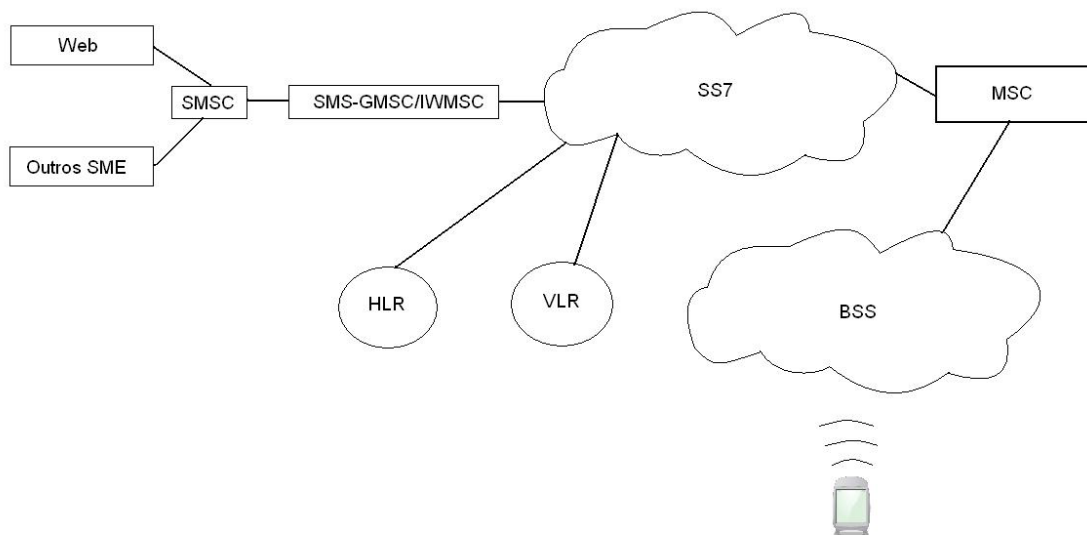 Web
SMSC
SMS-GMSC/IWMSC
SS7
MSC
Outros SME
HLR
VLR
BSS